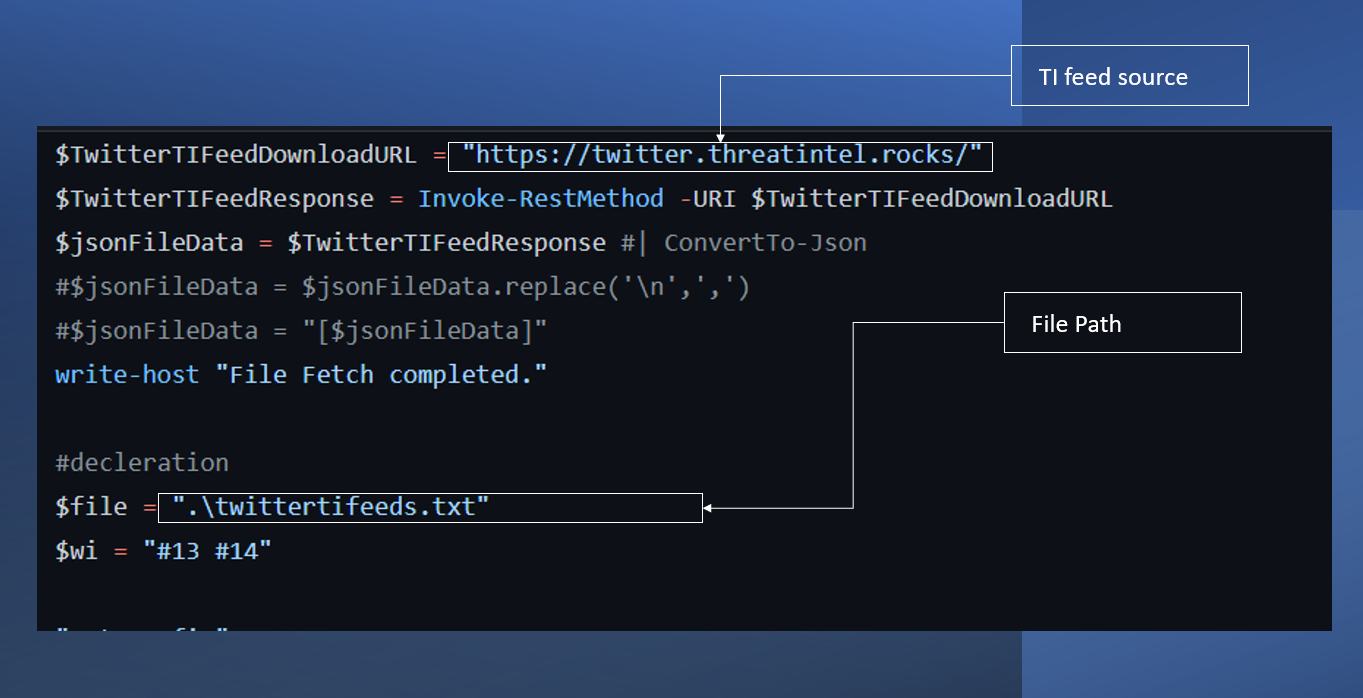 TI feed source
$TwitterTIFeedDownloadURL = "https://twitter.threatintel.rocks/"
$TwitterTIFeedResponse = Invoke-RestMethod -URI $TwitterTIFeedDownloadURL
$jsonFileData = $TwitterTIFeedResponse #| ConvertTo-Json
#$jsonFileData = $jsonFileData.replace('\n',',')
#$jsonFileData = "[$jsonFileData]"
File Path
write-host "File Fetch completed."
#decleration
$file = ".\twittertifeeds.txt"
$wi = "#13 #14"